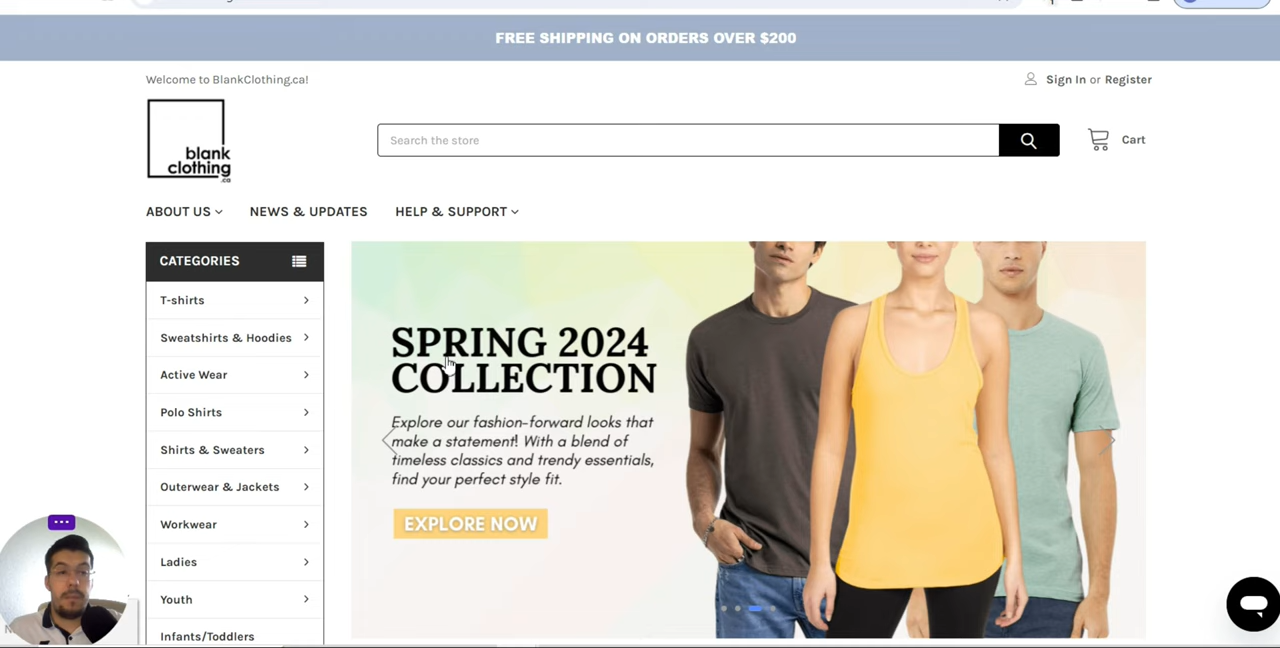 FREE SHIPPING ON ORDERS OVER $200
Welcome to BlankClothing.ca!
Sign In or Register
blank
clothing
.ca
Search the store
Cart
ABOUT US
NEWS & UPDATES
HELP & SUPPORT
CATEGORIES
T-shirts
Sweatshirts & Hoodies
Active Wear
Polo Shirts
Shirts & Sweaters
Outerwear & Jackets
Workwear
Ladies
Youth
Infants/Toddlers
SPRING 2024
COLLECTION
Explore our fashion-forward looks that
make a statement! With a blend of
timeless classics and trendy essentials,
find your perfect style fit.
EXPLORE NOW